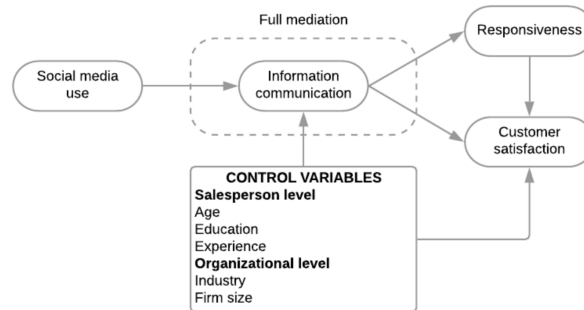 Full mediation
Responsiveness
Social media
use
Information
communication
Customer
satisfaction
CONTROL VARIABLES
Salesperson level
Age
Education
Experience
Organizational level
Industry
Firm size